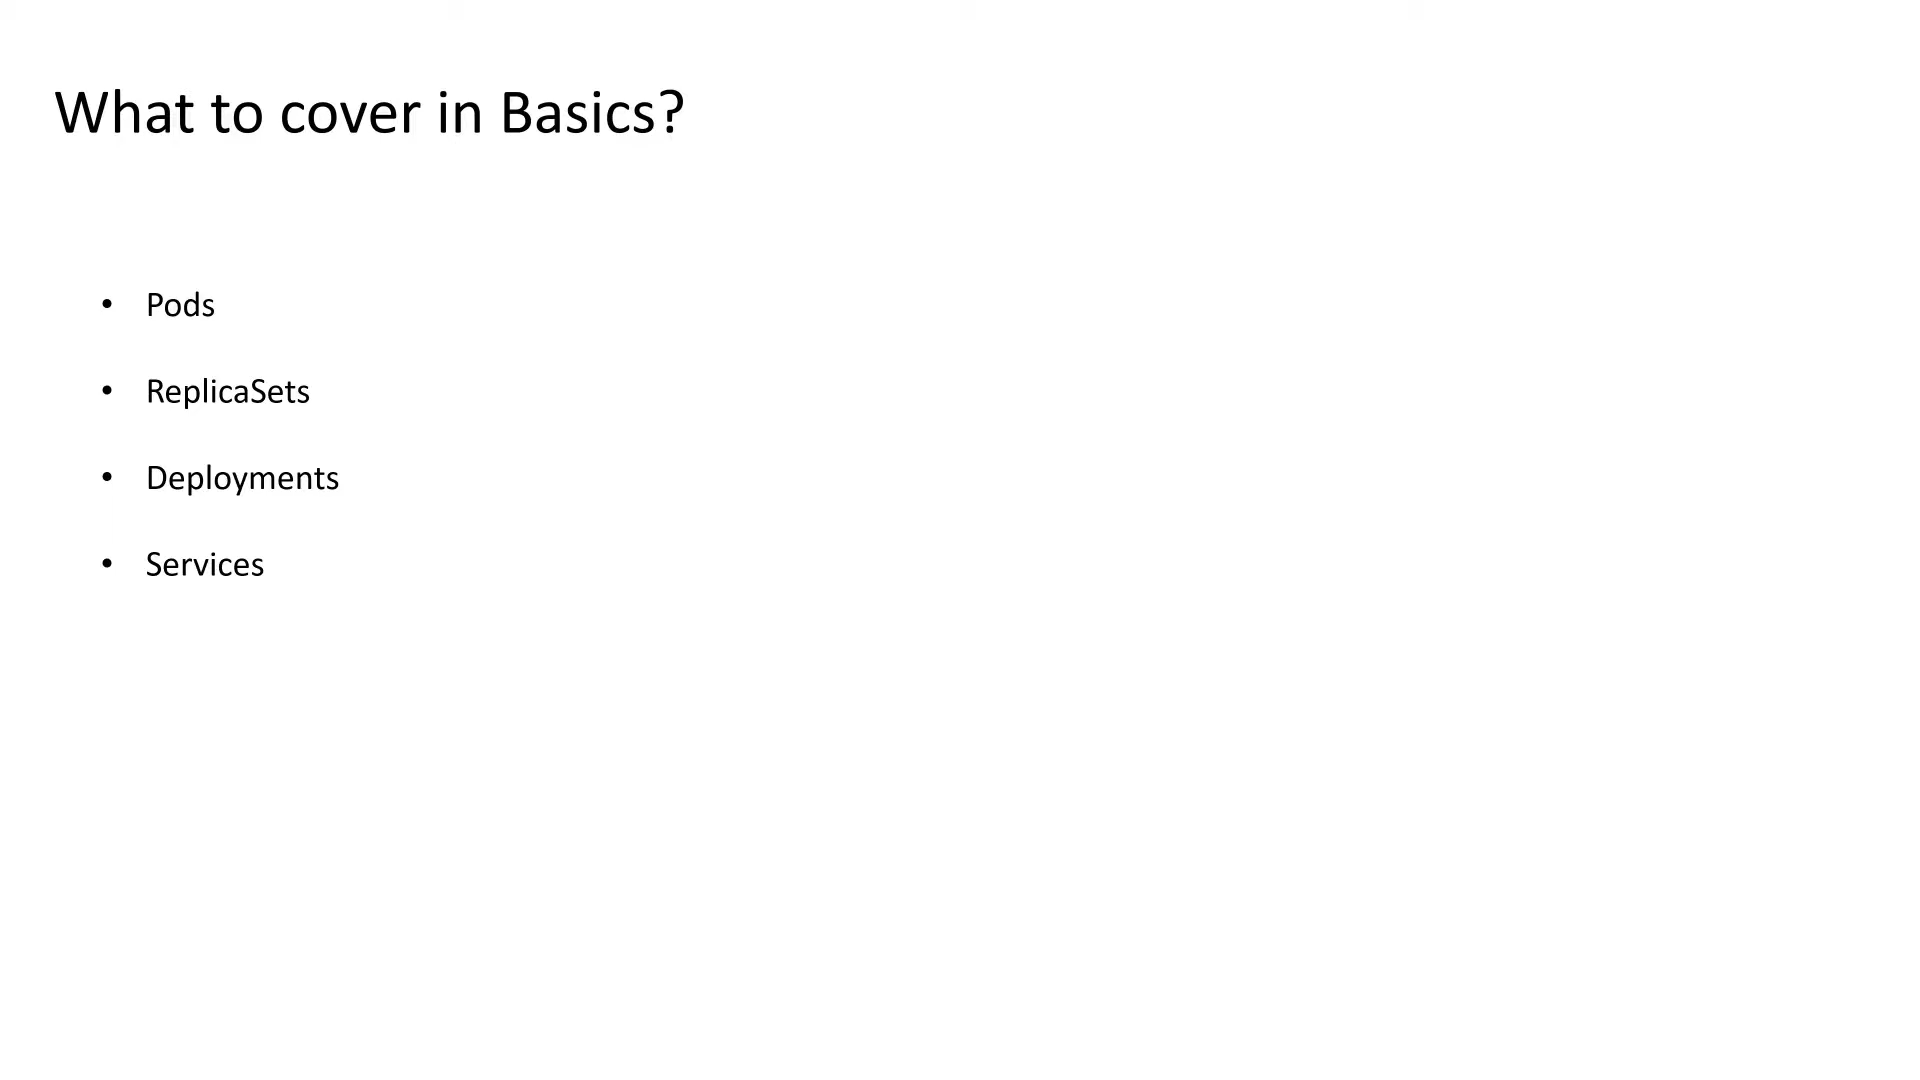 What to cover in Basics?
• Pods
• ReplicaSets
• Deployments
• Services